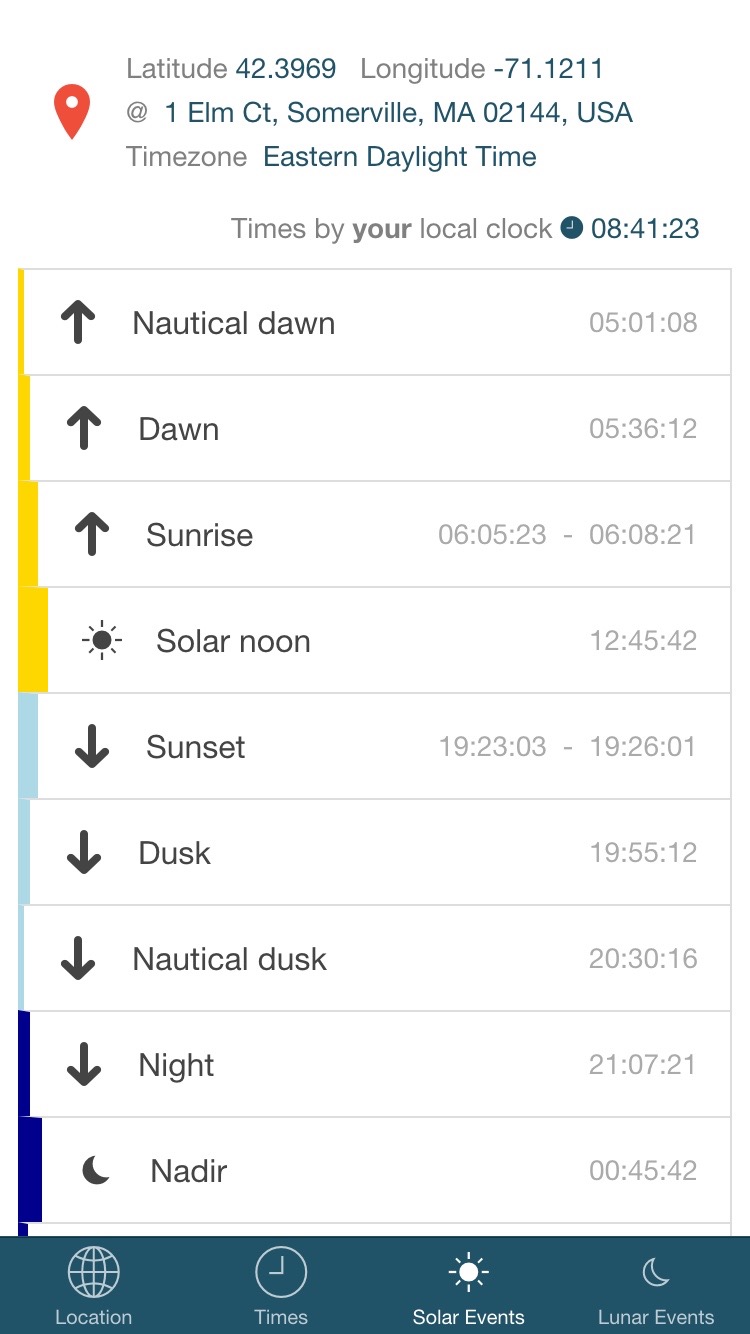 Latitude 42.3969 Longitude -71.1211
@ 1 Elm Ct, Somerville, MA 02144, USA
Timezone Eastern Daylight Time
Times by your local clock 08:41:23
Nautical dawn 05:01:08
Dawn 05:36:12
Sunrise 06:05:23 - 06:08:21
Solar noon 12:45:42
Sunset 19:23:03 - 19:26:01
Dusk 19:55:12
Nautical dusk 20:30:16
Night 21:07:21
Nadir 00:45:42
Location Times Solar Events Lunar Events